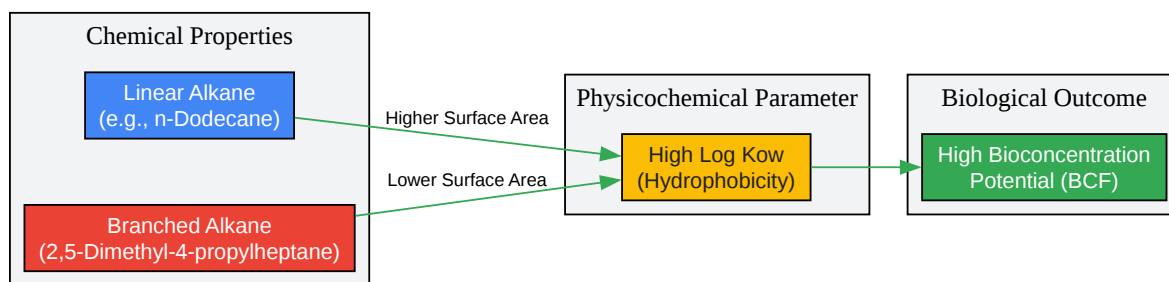 Chemical Properties
Linear Alkane
(e.g., n-Dodecane)
Branched Alkane
(2,5-Dimethyl-4-propylheptane)
Higher Surface Area
Lower Surface Area
Physicochemical Parameter
High Log Kow
(Hydrophobicity)
Biological Outcome
High Bioconcentration
Potential (BCF)